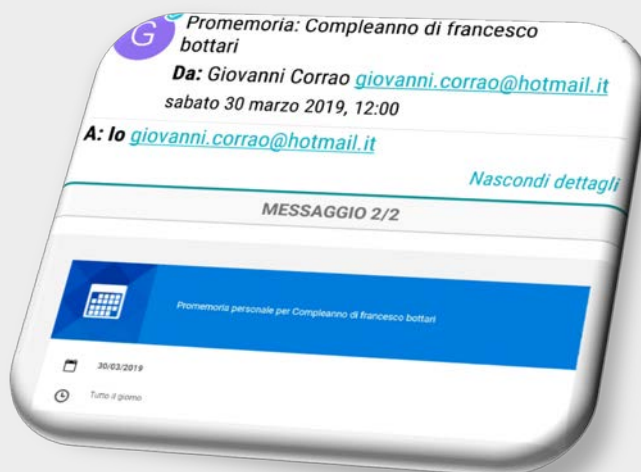 G
Promemoria: Compleanno di francesco
bottari
Da: Giovanni Corrao giovanni.corrao@hotmail.it
sabato 30 marzo 2019, 12:00
A: Io giovanni.corrao@hotmail.it
Nascondi dettagli
MESSAGGIO 2/2
Promemoria personale per Compleanno di francesco bottari
30/03/2019
Tutto il giorno